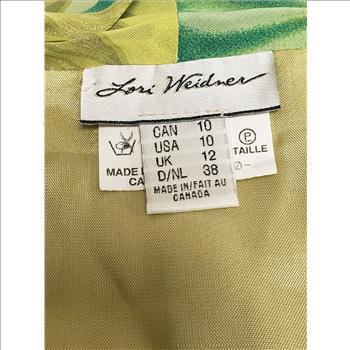 Lori Weidner
CAN 10
USA 10
UK 12
D/NL 38
MADE IN/FAIT AU
CANADA
P
TAILLE
MADE
CA